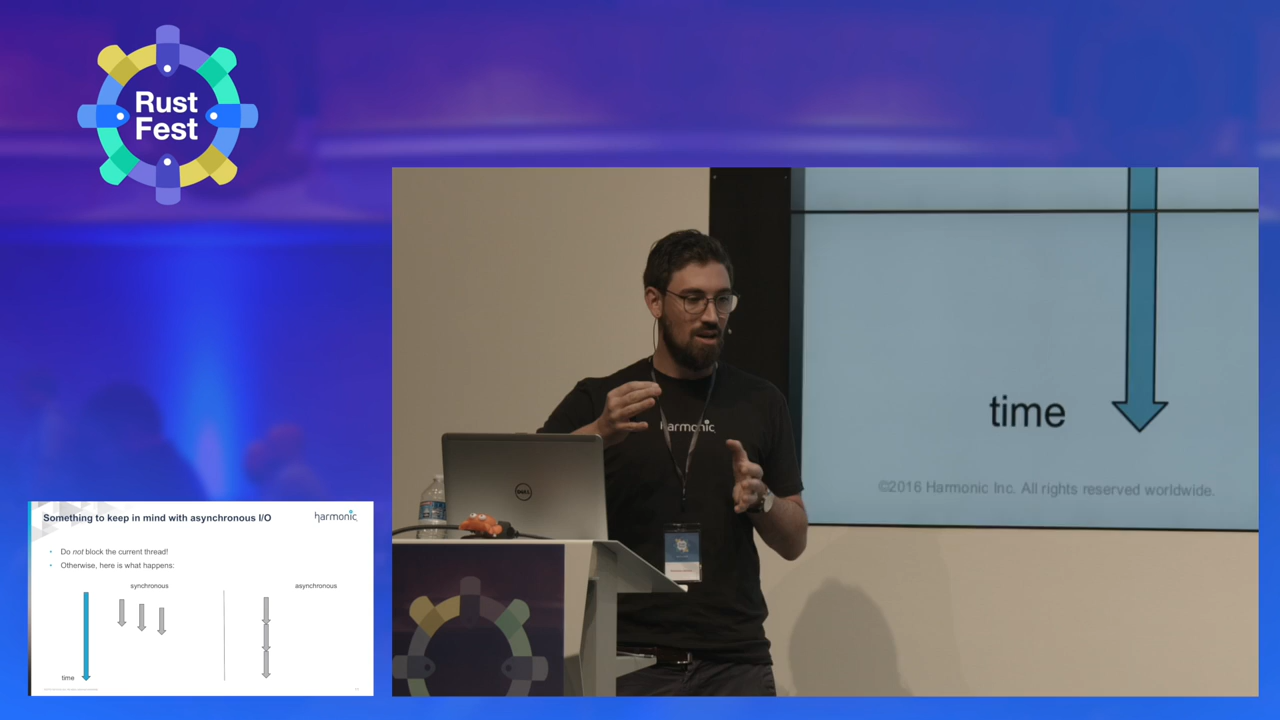 Rust
Fest
harmonic
time
©2016 Harmonic Inc. All rights reserved worldwide.
DELL
Something to keep in mind with asynchronous I/O
harmonic
Do not block the current thread!
Otherwise, here is what happens:
synchronous
asynchronous
time